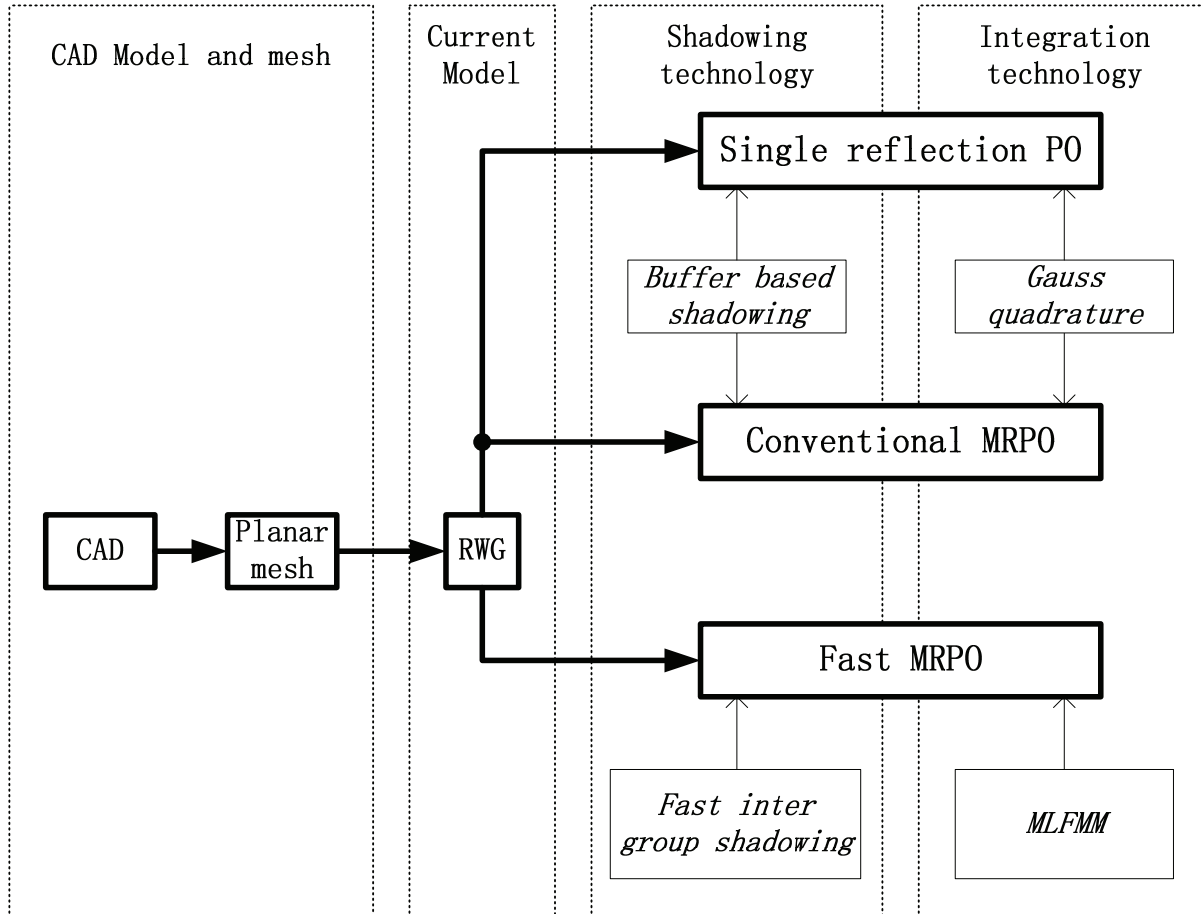 CAD Model and mesh
Current
Model
Shadowing
technology
Integration
technology
Single reflection PO
Buffer based
shadowing
Gauss
quadrature
Conventional MRPO
CAD
Planar
mesh
RWG
Fast MRPO
Fast inter
group shadowing
MLFMM